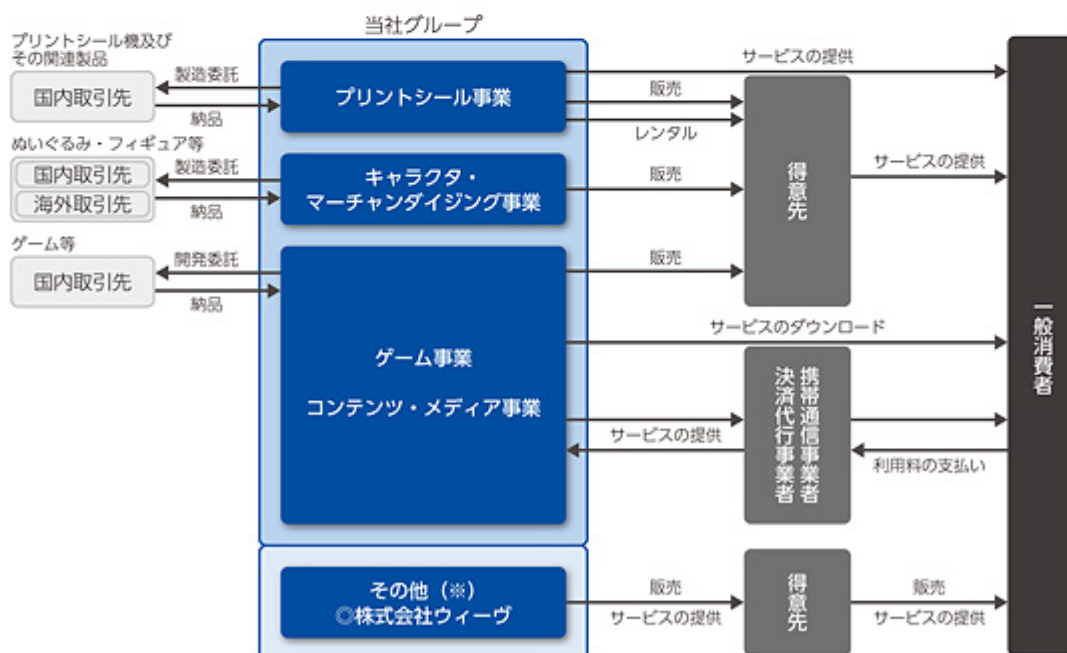 当社グループ
プリントシール機及び
その関連製品
国内取引先
製造委託
納品
プリントシール事業
サービスの提供
販売
レンタル
ぬいぐるみ・フィギュア等
国内取引先
海外取引先
製造委託
納品
キャラクタ・
マーチャンダイジング事業
販売
得意先
サービスの提供
ゲーム等
国内取引先
開発委託
納品
ゲーム事業
コンテンツ・メディア事業
販売
サービスのダウンロード
携帯通信事業者
決済代行事業者
サービスの提供
利用料の支払い
一般消費者
その他（※）
◎株式会社ウィーヴ
販売
サービスの提供
得意先
販売
サービスの提供